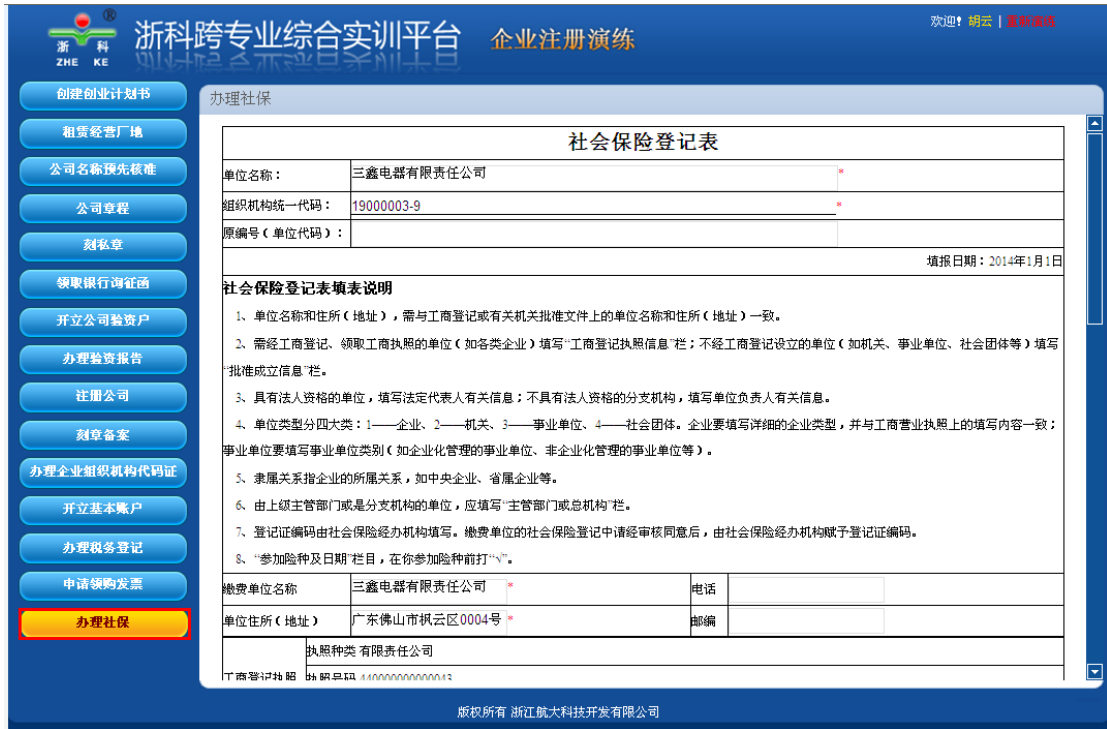 浙科
ZHE KE
®
浙科跨专业综合实训平台 企业注册演练
欢迎! 胡云 | 重新演练
创建创业计划书
租赁经营厂地
公司名称预先核准
公司章程
刻私章
领取银行询征函
开立公司验资户
办理验资报告
注册公司
刻章备案
办理企业组织机构代码证
开立基本账户
办理税务登记
申请领购发票
办理社保
办理社保
社会保险登记表
单位名称: 三鑫电器有限责任公司 *
组织机构统一代码: 19000003-9 *
原编号(单位代码):
填报日期:2014年1月1日
社会保险登记表填表说明
1、单位名称和住所(地址),需与工商登记或有关机关批准文件上的单位名称和住所(地址)一致。
2、需经工商登记、领取工商执照的单位(如各类企业)填写“工商登记执照信息”栏;不经工商登记设立的单位(如机关、事业单位、社会团体等)填写
“批准成立信息”栏。
3、具有法人资格的单位,填写法定代表人有关信息;不具有法人资格的分支机构,填写单位负责人有关信息。
4、单位类型分四大类:1——企业、2——机关、3——事业单位、4——社会团体。企业要填写详细的企业类型,并与工商营业执照上的填写内容一致;
事业单位要填写事业单位类别(如企业化管理的事业单位、非企业化管理的事业单位等)。
5、隶属关系指企业的所属关系,如中央企业、省属企业等。
6、由上级主管部门或是分支机构的单位,应填写“主管部门或总机构”栏。
7、登记证编码由社会保险经办机构填写。缴费单位的社会保险登记中请经审核同意后,由社会保险经办机构赋予登记证编码。
8、“参加险种及日期”栏目,在你参加险种前打“√”。
缴费单位名称 三鑫电器有限责任公司 * 电话
单位住所(地址) 广东佛山市枫云区0004号 * 邮编
执照种类 有限责任公司
工商登记执照 执照号码 440000000000043
版权所有 浙江航大科技开发有限公司